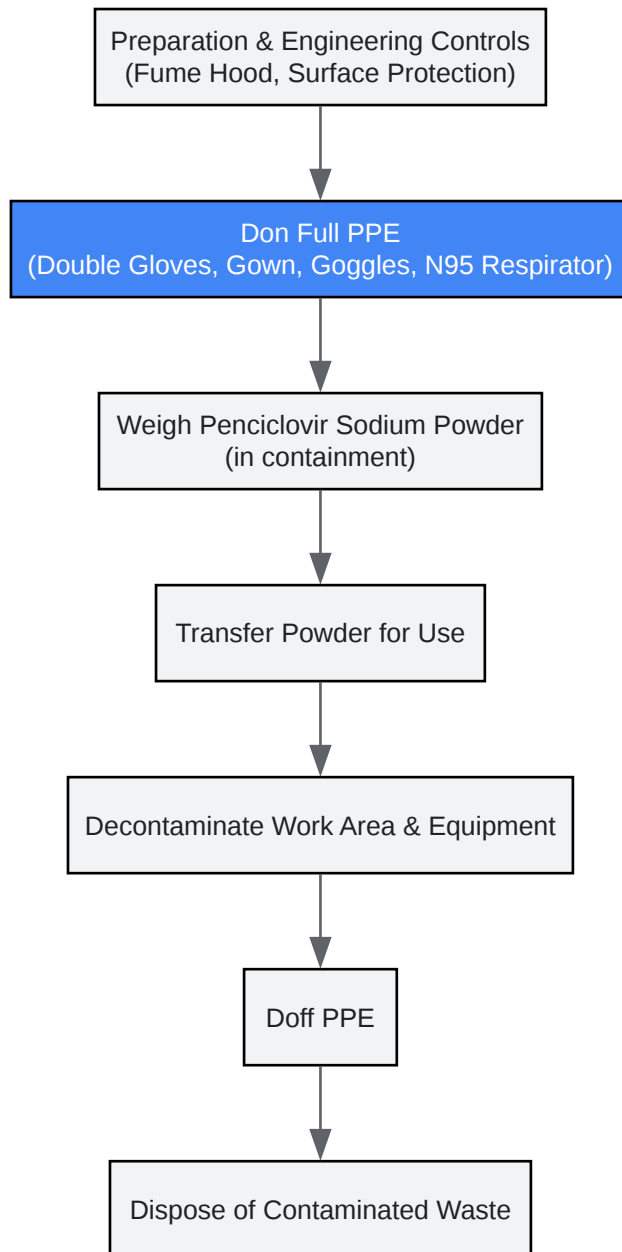 Preparation & Engineering Controls
(Fume Hood, Surface Protection)
Don Full PPE
(Double Gloves, Gown, Goggles, N95 Respirator)
Weigh Penciclovir Sodium Powder
(in containment)
Transfer Powder for Use
Decontaminate Work Area & Equipment
Doff PPE
Dispose of Contaminated Waste